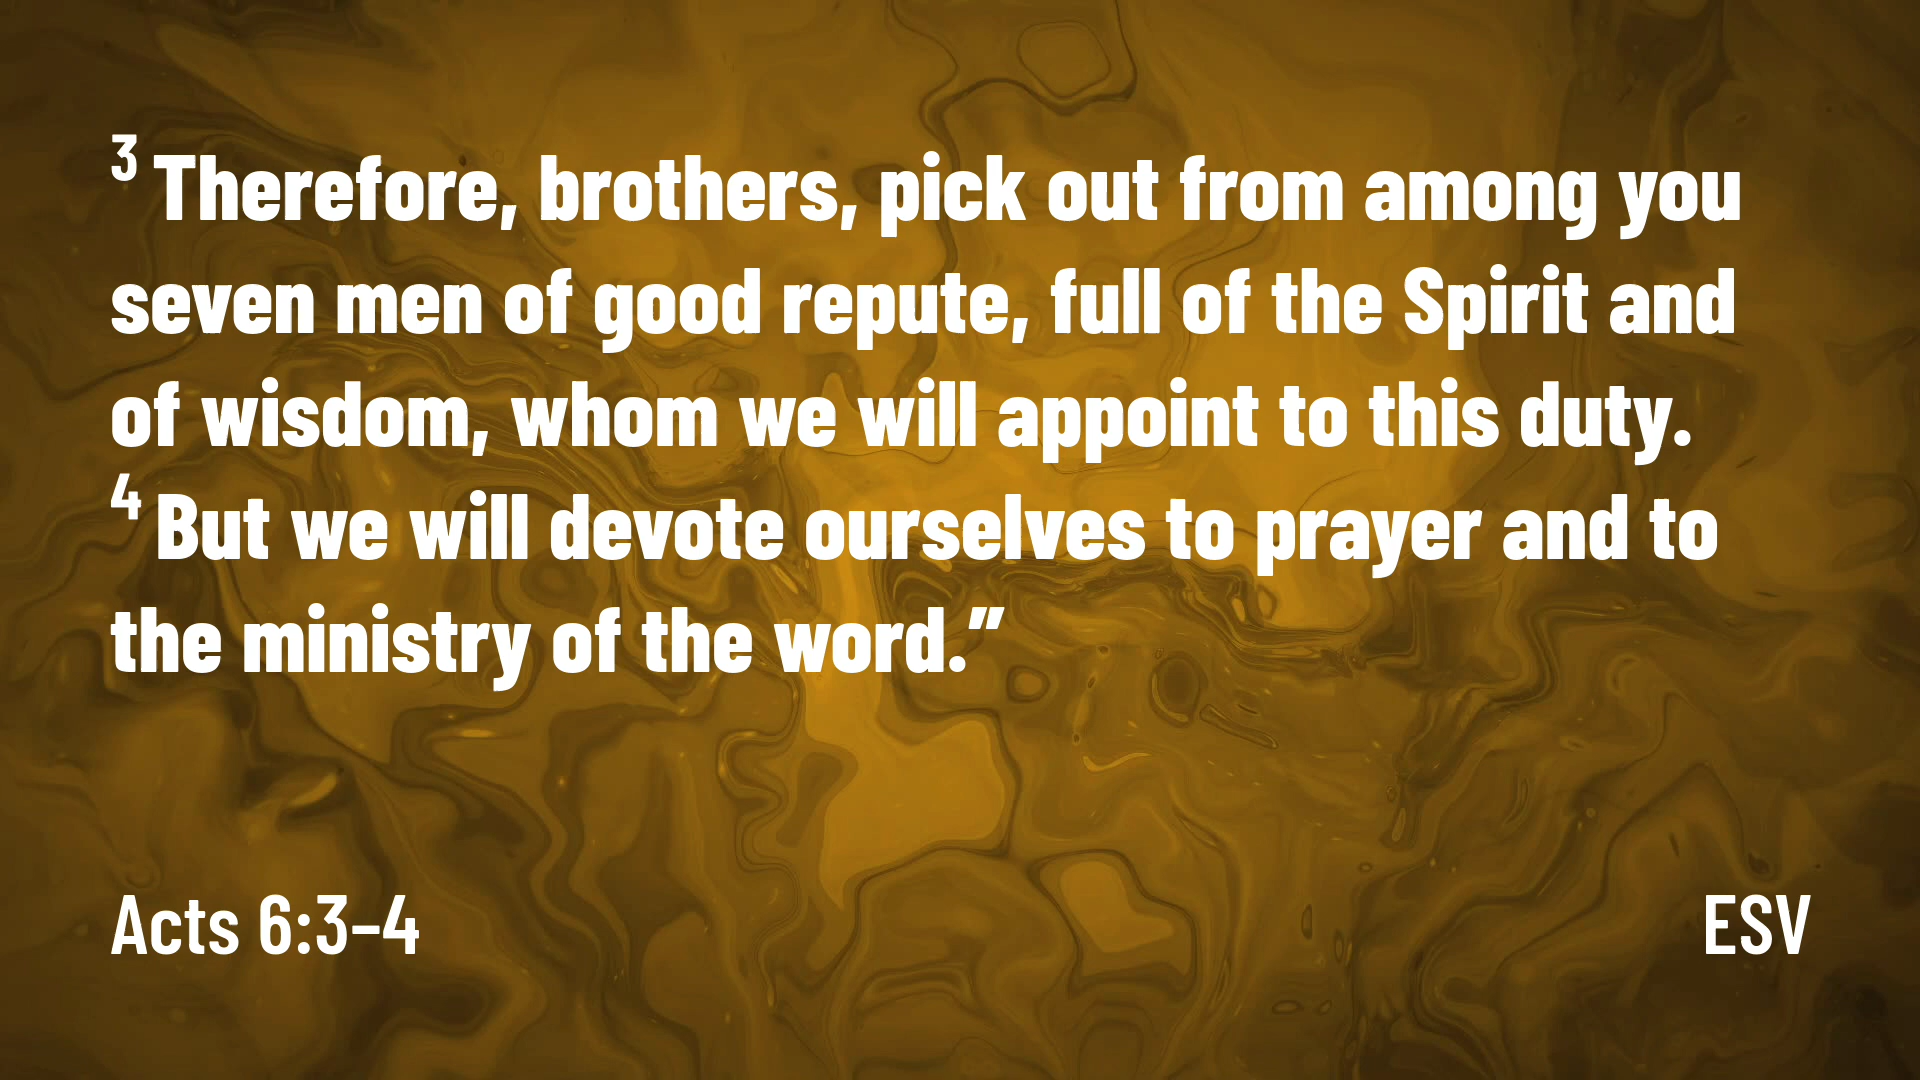 3 Therefore, brothers, pick out from among you
seven men of good repute, full of the Spirit and
of wisdom, whom we will appoint to this duty.
4 But we will devote ourselves to prayer and to
the ministry of the word.”
Acts 6:3–4
ESV